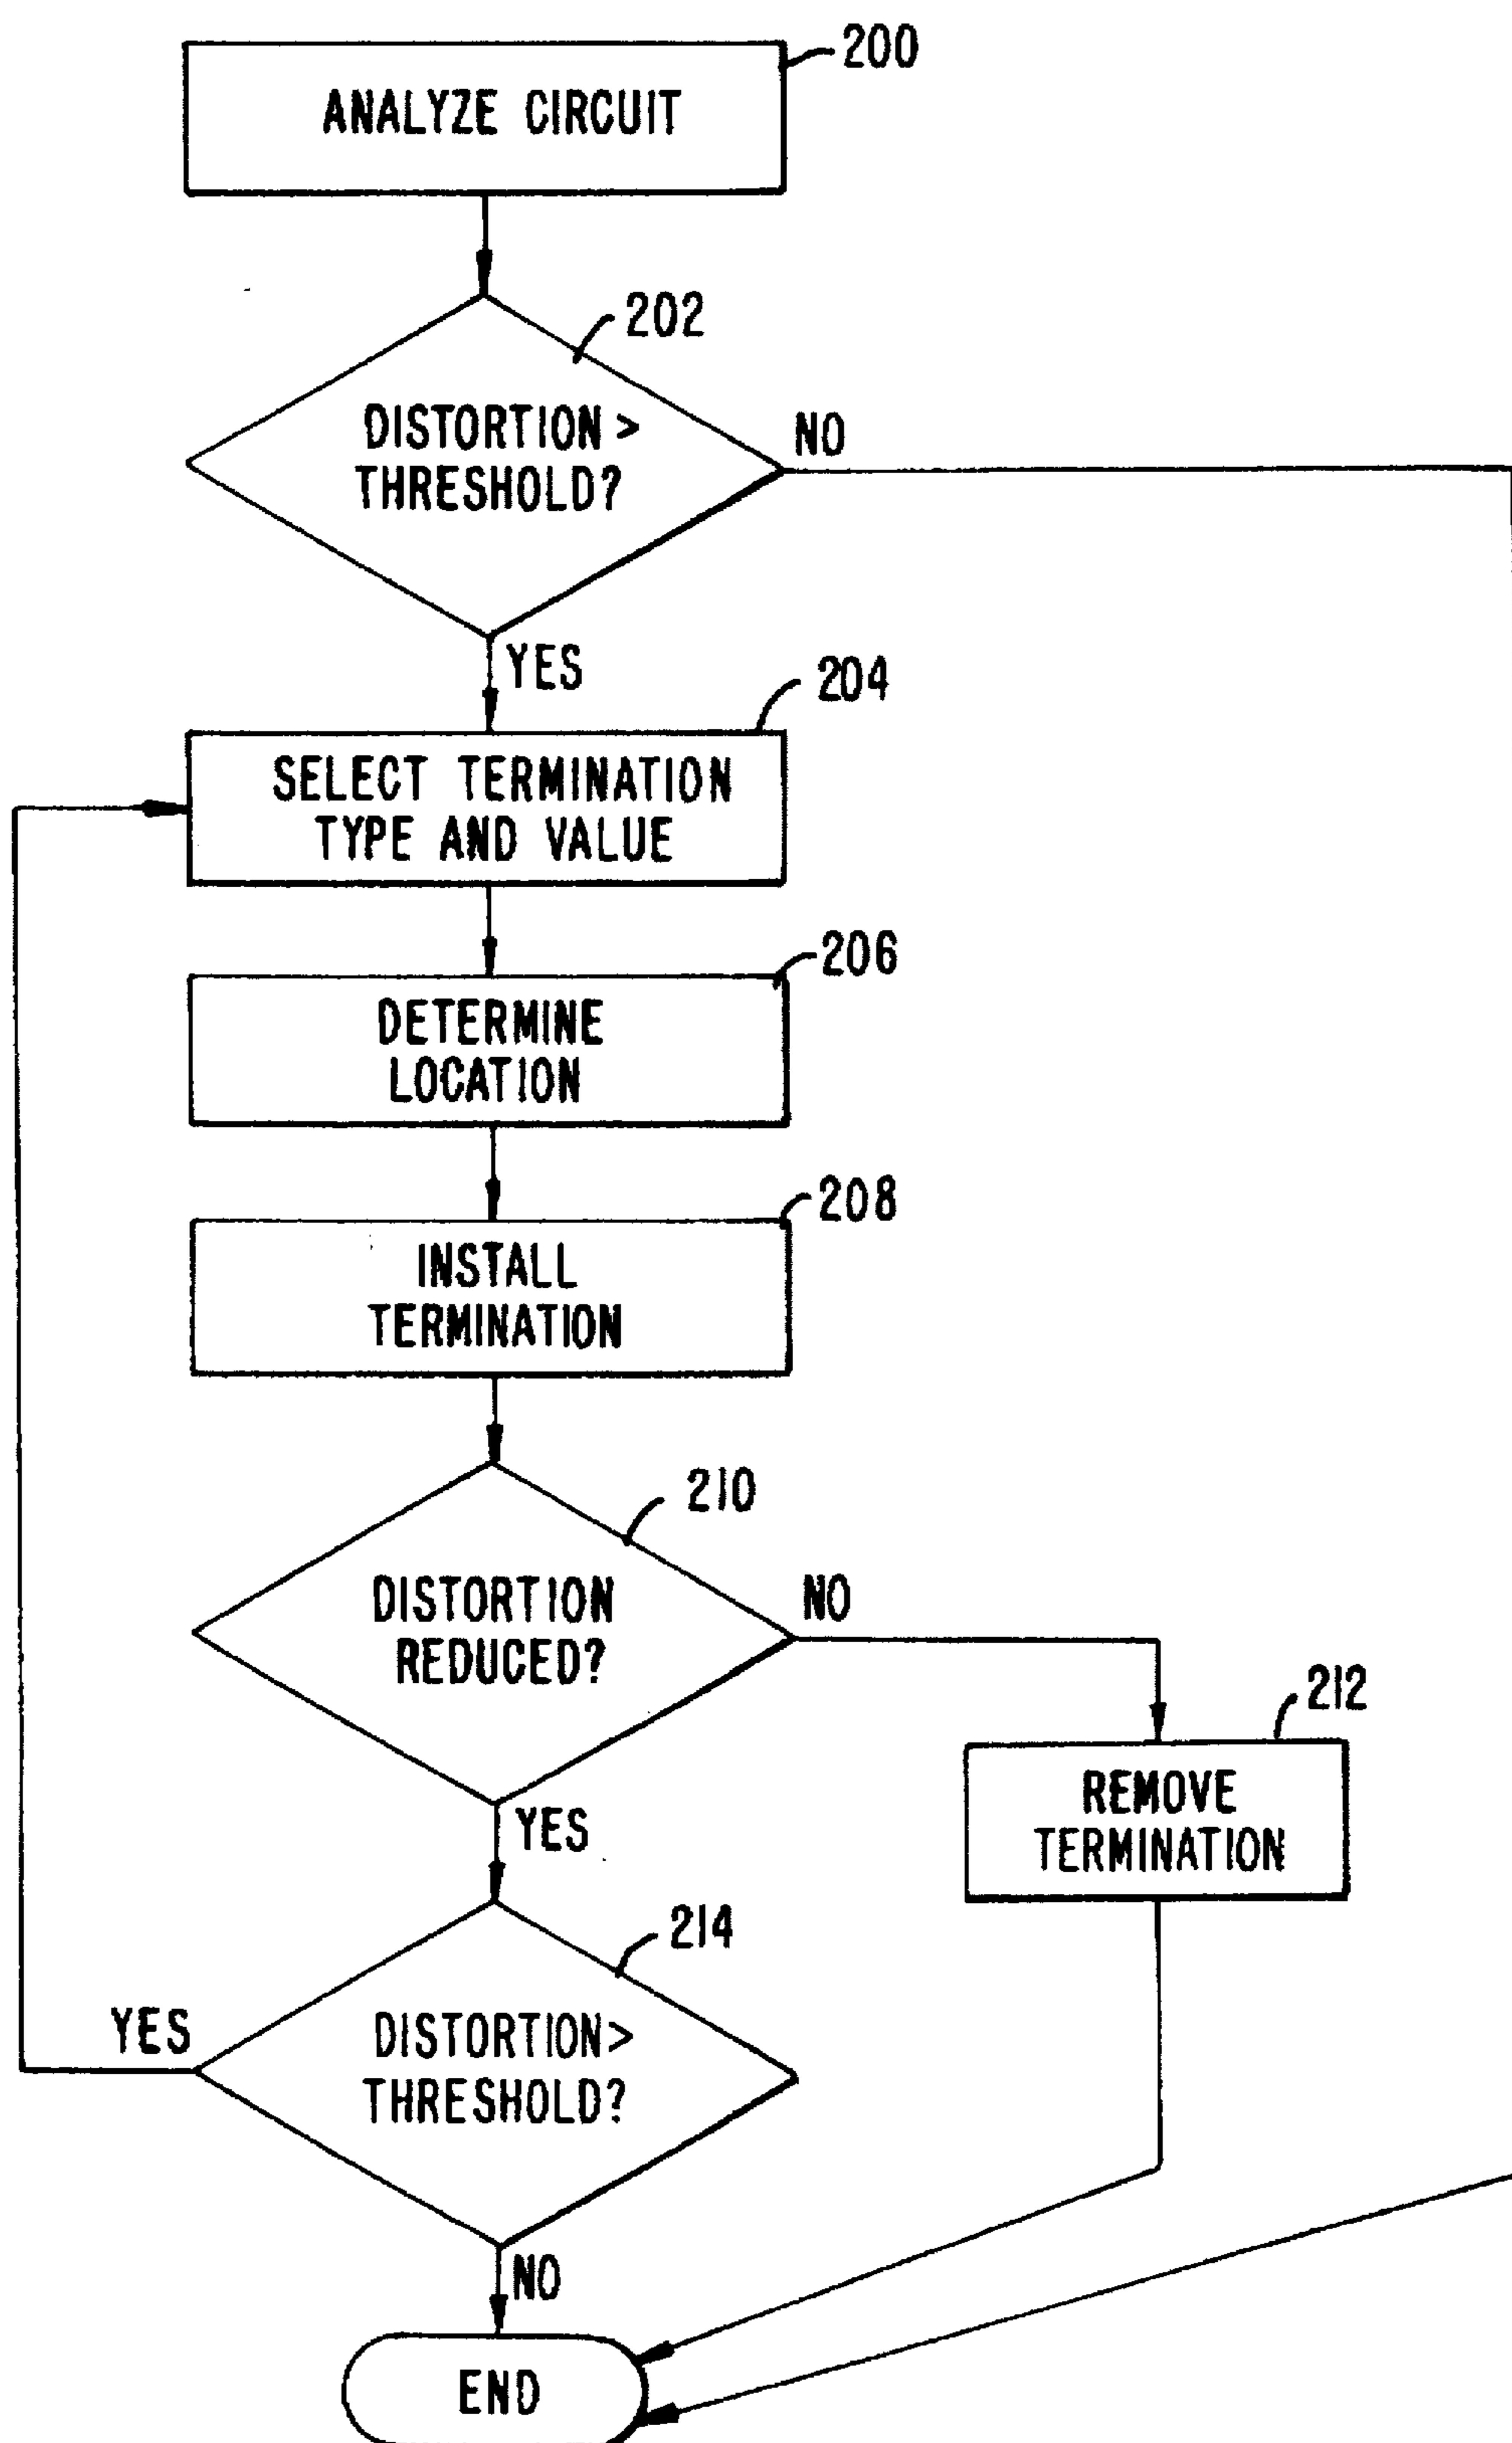 200
ANALYZE CIRCUIT
202
DISTORTION >
THRESHOLD?
NO
YES
204
SELECT TERMINATION
TYPE AND VALUE
206
DETERMINE
LOCATION
208
INSTALL
TERMINATION
210
DISTORTION
REDUCED?
NO
212
REMOVE
TERMINATION
YES
214
DISTORTION>
THRESHOLD?
YES
NO
END